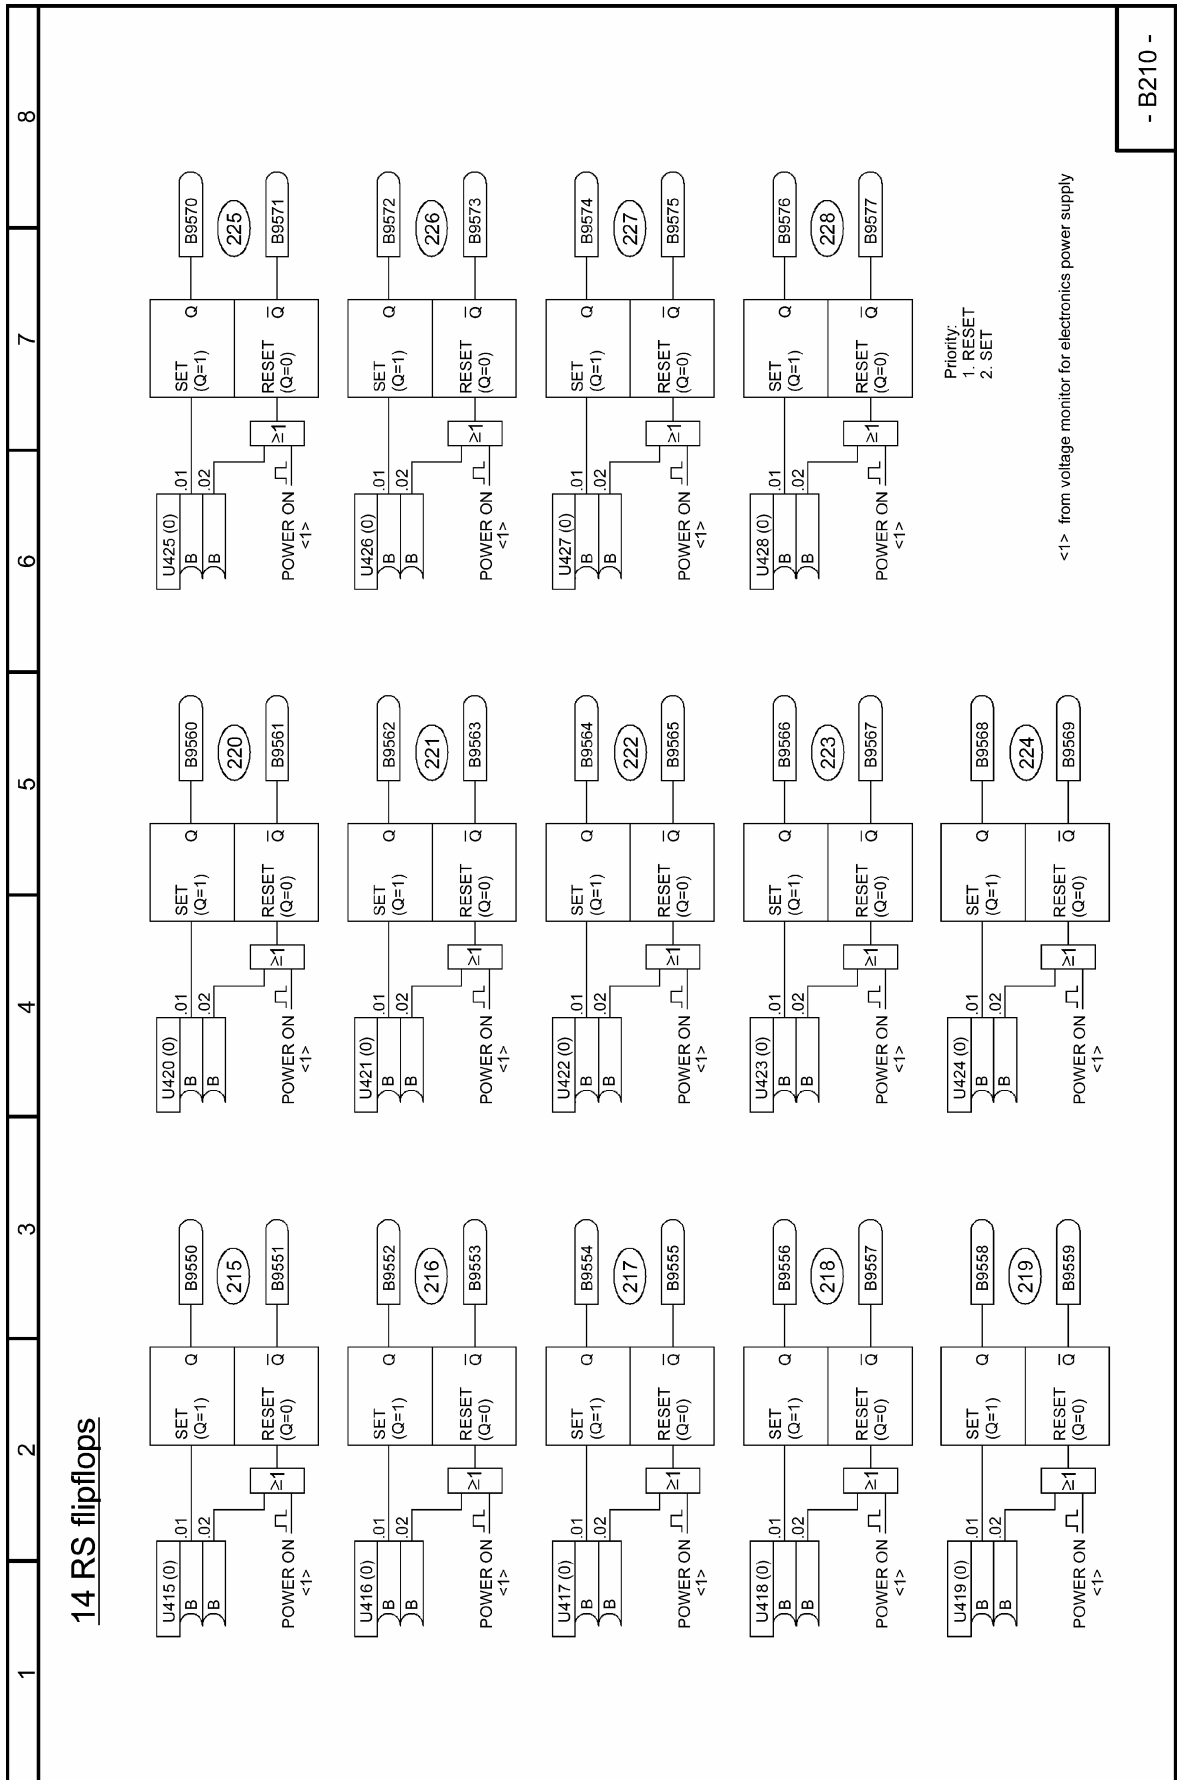 1 2 3 4 5 6 7 8
14 RS flipflops
U415 (0)
B .01
B .02
SET
(Q=1)
Q
B9550
215
POWER ON
<1>
≥1
RESET
(Q=0)
Q̅
B9551
U416 (0)
B .01
B .02
SET
(Q=1)
Q
B9552
216
POWER ON
<1>
≥1
RESET
(Q=0)
Q̅
B9553
U417 (0)
B .01
B .02
SET
(Q=1)
Q
B9554
217
POWER ON
<1>
≥1
RESET
(Q=0)
Q̅
B9555
U418 (0)
B .01
B .02
SET
(Q=1)
Q
B9556
218
POWER ON
<1>
≥1
RESET
(Q=0)
Q̅
B9557
U419 (0)
B .01
B .02
SET
(Q=1)
Q
B9558
219
POWER ON
<1>
≥1
RESET
(Q=0)
Q̅
B9559
U420 (0)
B .01
B .02
SET
(Q=1)
Q
B9560
220
POWER ON
<1>
≥1
RESET
(Q=0)
Q̅
B9561
U421 (0)
B .01
B .02
SET
(Q=1)
Q
B9562
221
POWER ON
<1>
≥1
RESET
(Q=0)
Q̅
B9563
U422 (0)
B .01
B .02
SET
(Q=1)
Q
B9564
222
POWER ON
<1>
≥1
RESET
(Q=0)
Q̅
B9565
U423 (0)
B .01
B .02
SET
(Q=1)
Q
B9566
223
POWER ON
<1>
≥1
RESET
(Q=0)
Q̅
B9567
U424 (0)
B .01
B .02
SET
(Q=1)
Q
B9568
224
POWER ON
<1>
≥1
RESET
(Q=0)
Q̅
B9569
U425 (0)
B .01
B .02
SET
(Q=1)
Q
B9570
225
POWER ON
<1>
≥1
RESET
(Q=0)
Q̅
B9571
U426 (0)
B .01
B .02
SET
(Q=1)
Q
B9572
226
POWER ON
<1>
≥1
RESET
(Q=0)
Q̅
B9573
U427 (0)
B .01
B .02
SET
(Q=1)
Q
B9574
227
POWER ON
<1>
≥1
RESET
(Q=0)
Q̅
B9575
U428 (0)
B .01
B .02
SET
(Q=1)
Q
B9576
228
POWER ON
<1>
≥1
RESET
(Q=0)
Q̅
B9577
Priority:
1. RESET
2. SET
<1> from voltage monitor for electronics power supply
- B210 -